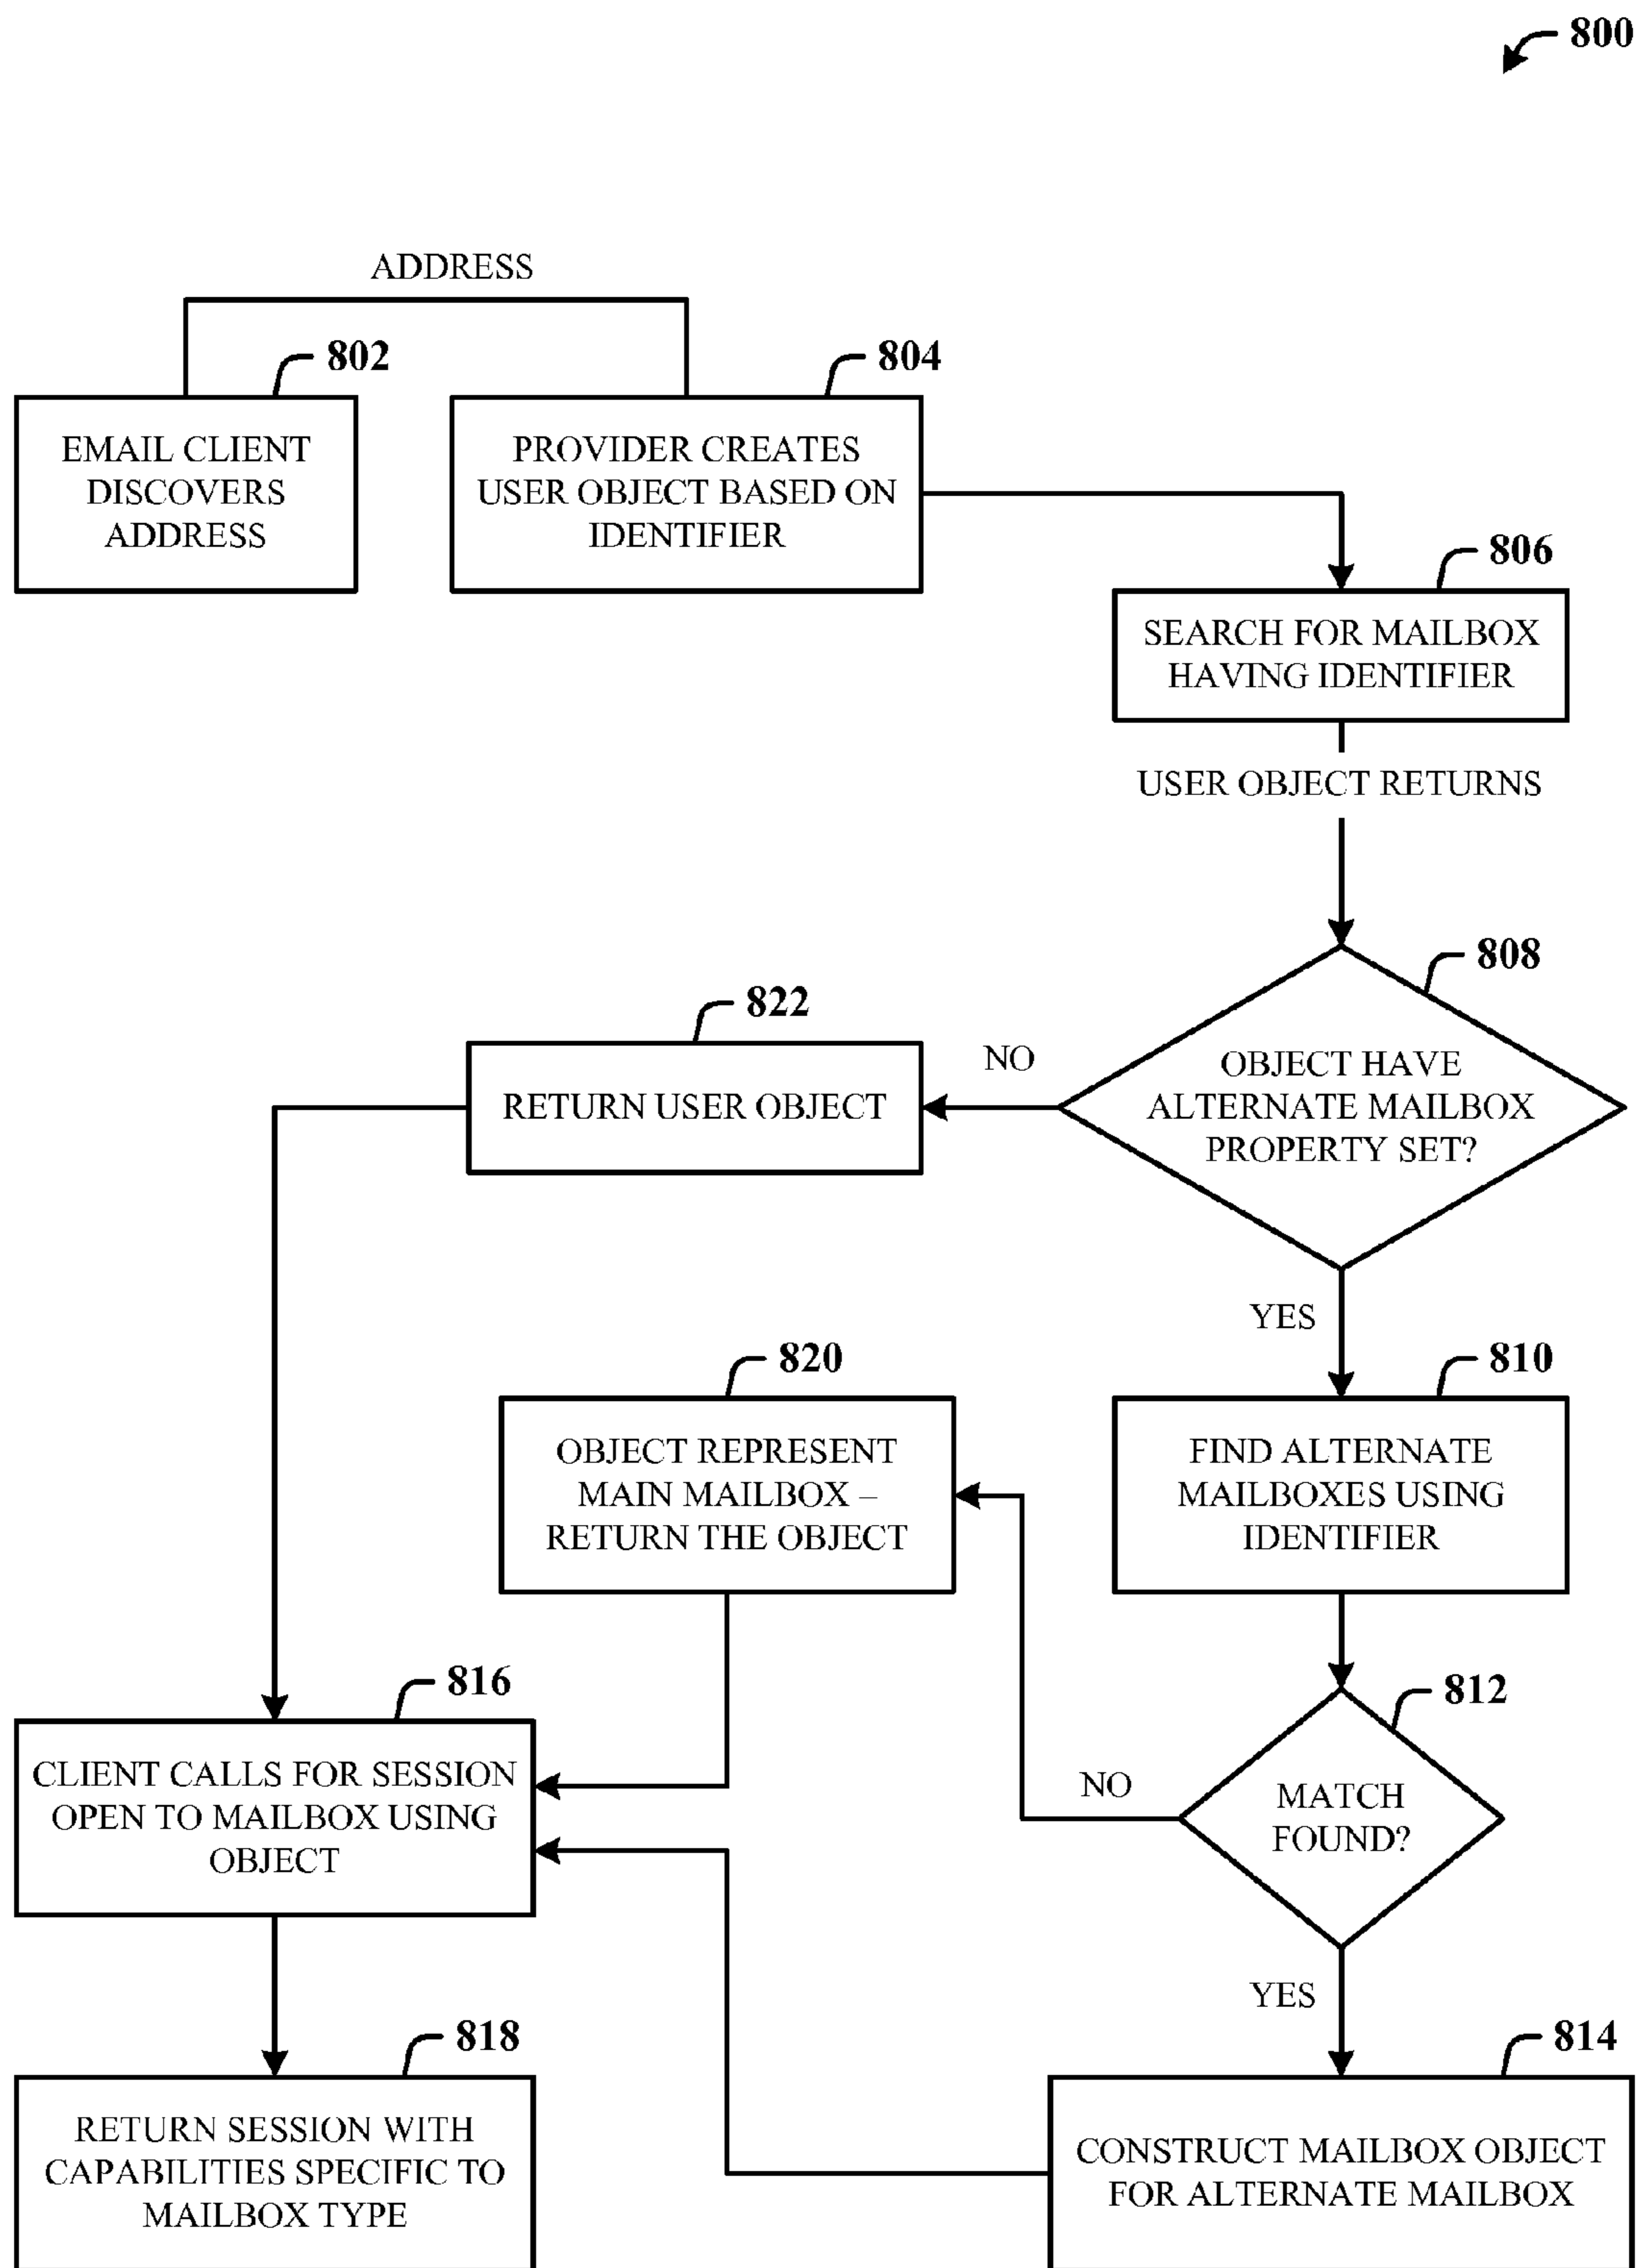 800
ADDRESS
802
EMAIL CLIENT
DISCOVERS
ADDRESS
804
PROVIDER CREATES
USER OBJECT BASED ON
IDENTIFIER
806
SEARCH FOR MAILBOX
HAVING IDENTIFIER
USER OBJECT RETURNS
808
OBJECT HAVE
ALTERNATE MAILBOX
PROPERTY SET?
NO
822
RETURN USER OBJECT
YES
810
FIND ALTERNATE
MAILBOXES USING
IDENTIFIER
820
OBJECT REPRESENT
MAIN MAILBOX –
RETURN THE OBJECT
812
MATCH
FOUND?
NO
816
CLIENT CALLS FOR SESSION
OPEN TO MAILBOX USING
OBJECT
YES
814
CONSTRUCT MAILBOX OBJECT
FOR ALTERNATE MAILBOX
818
RETURN SESSION WITH
CAPABILITIES SPECIFIC TO
MAILBOX TYPE